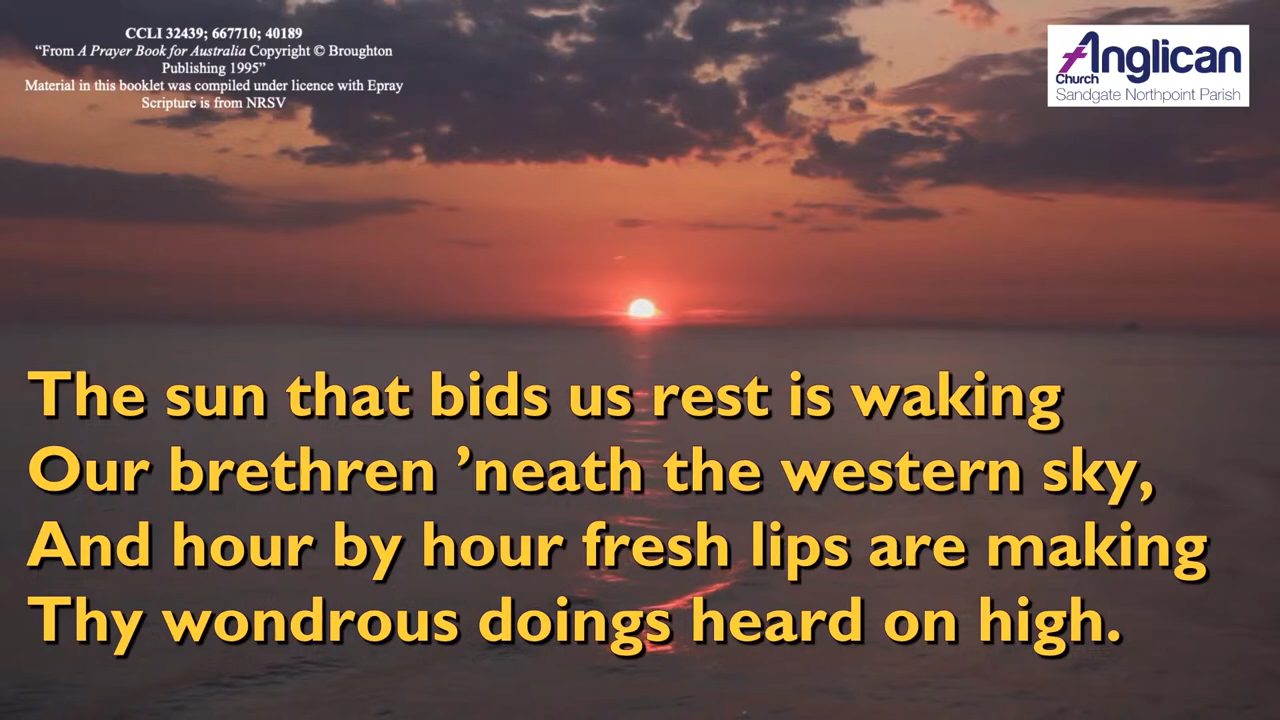 CCLI 32439; 667710; 40189
“From A Prayer Book for Australia Copyright © Broughton
Publishing 1995”
Material in this booklet was compiled under licence with Epray
Scripture is from NRSV
Anglican
Church
Sandgate Northpoint Parish
The sun that bids us rest is waking
Our brethren ’neath the western sky,
And hour by hour fresh lips are making
Thy wondrous doings heard on high.